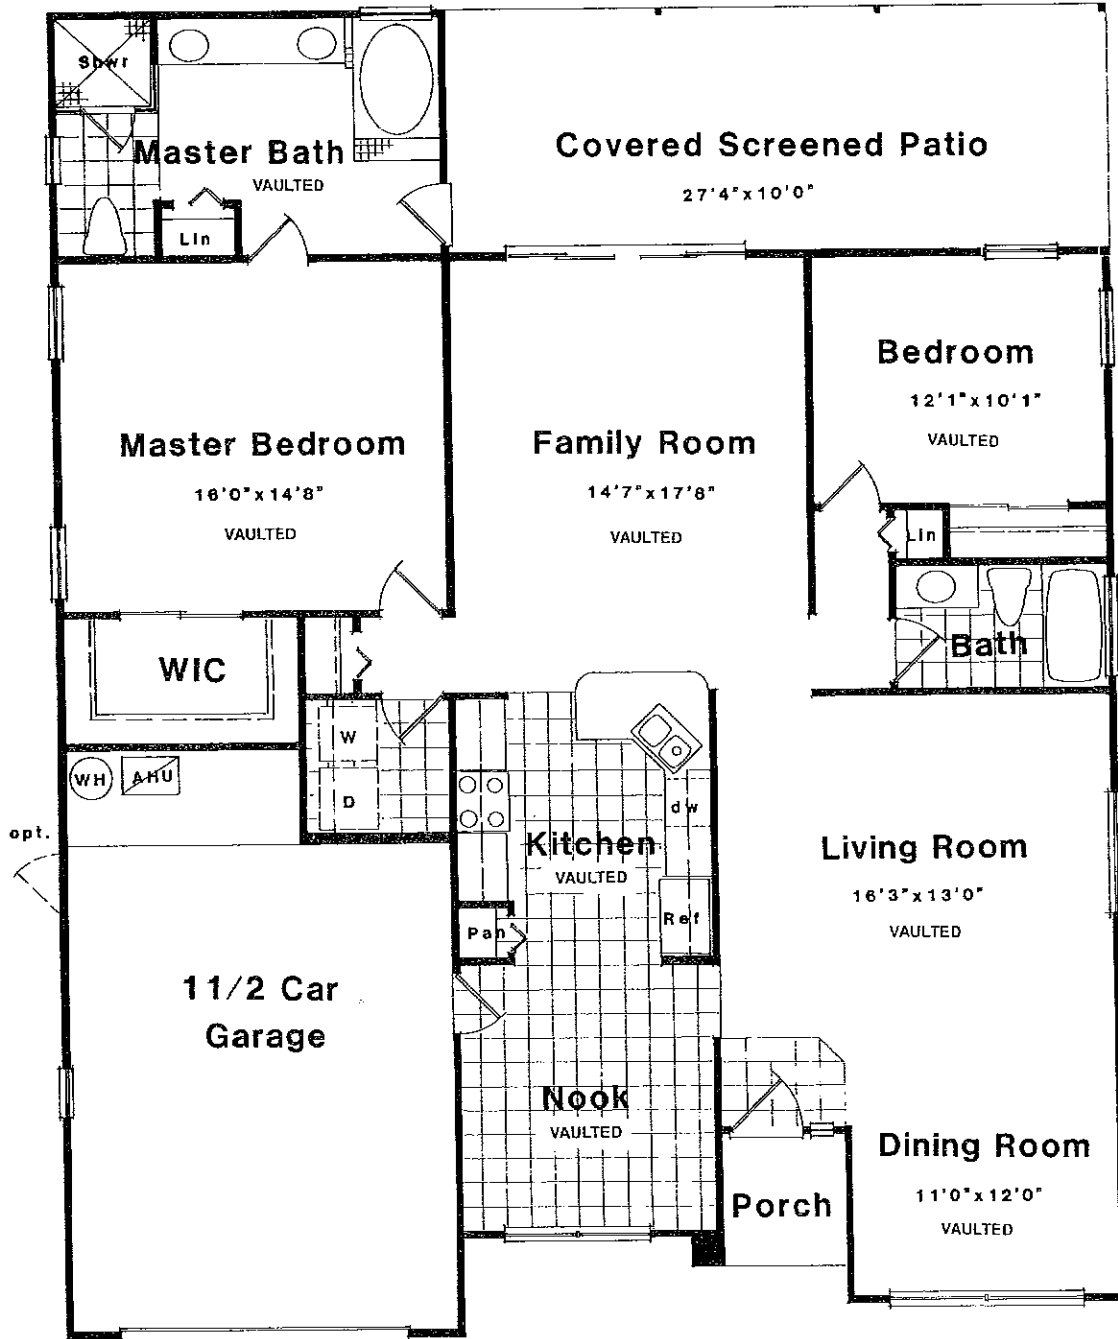 Shwr
Master Bath
VAULTED
Lin
Covered Screened Patio
27'4"x10'0"
Bedroom
12'1"x10'1"
VAULTED
Master Bedroom
16'0"x14'8"
VAULTED
Family Room
14'7"x17'8"
VAULTED
Lin
Bath
WIC
W
D
WH
AHU
opt.
dw
Kitchen
VAULTED
Living Room
16'3"x13'0"
VAULTED
Pan
Ref
1 1/2 Car
Garage
Nook
VAULTED
Dining Room
11'0"x12'0"
VAULTED
Porch